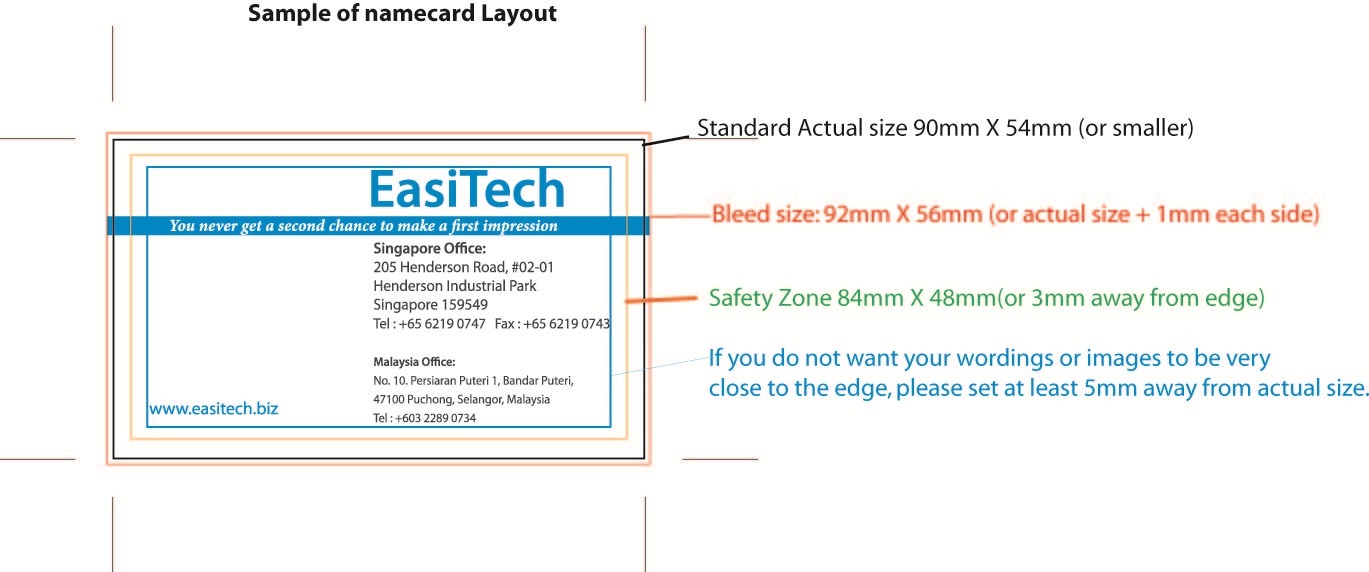 Sample of namecard Layout
Standard Actual size 90mm X 54mm (or smaller)
EasiTech
Bleed size: 92mm X 56mm (or actual size + 1mm each side)
You never get a second chance to make a first impression
Singapore Office:
205 Henderson Road, #02-01
Henderson Industrial Park
Singapore 159549
Tel : +65 6219 0747 Fax : +65 6219 0743
Safety Zone 84mm X 48mm(or 3mm away from edge)
Malaysia Office:
No. 10. Persiaran Puteri 1, Bandar Puteri,
47100 Puchong, Selangor, Malaysia
Tel : +603 2289 0734
www.easitech.biz
If you do not want your wordings or images to be very
close to the edge, please set at least 5mm away from actual size.